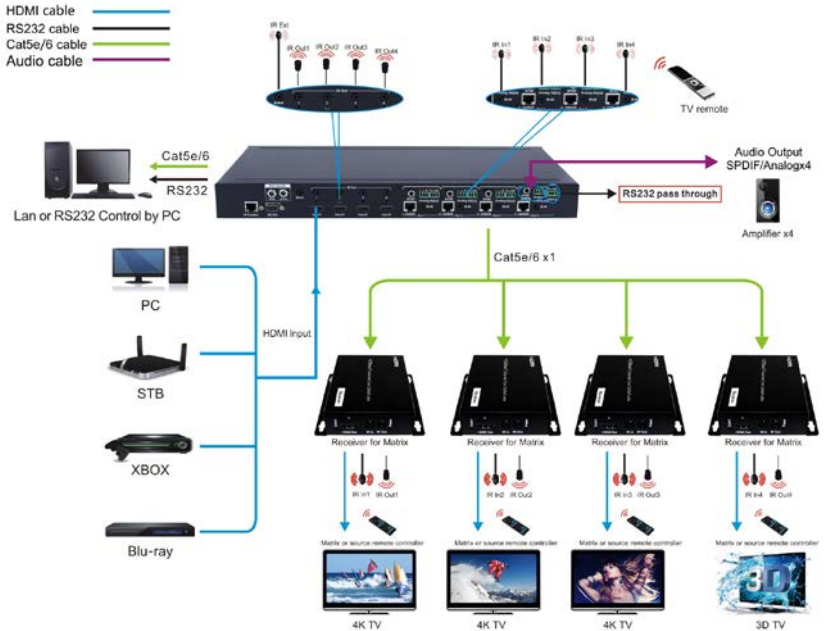 HDMI cable
RS232 cable
Cat5e/6 cable
Audio cable
IR Ext
IR Out1
IR Out2
IR Out3
IR Out4
IR In1
IR In2
IR In3
IR In4
TV remote
Cat5e/6
RS232
Lan or RS232 Control by PC
Audio Output
SPDIF/Analogx4
RS232 pass through
Amplifier x4
Cat5e/6 x1
PC
HDMI Input
STB
XBOX
Blu-ray
Receiver for Matrix
Receiver for Matrix
Receiver for Matrix
Receiver for Matrix
IR In1 IR Out1
IR In2 IR Out2
IR In3 IR Out3
IR In4 IR Out4
Matrix or source remote controller
Matrix or source remote controller
Matrix or source remote controller
Matrix or source remote controller
3D
4K TV
4K TV
4K TV
3D TV